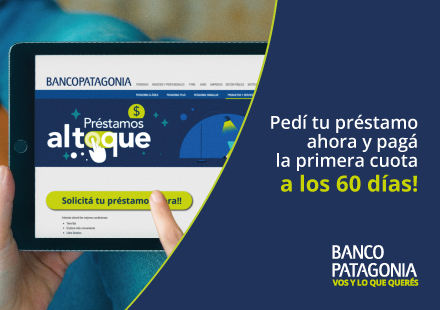 BANCOPATAGONIA
Préstamos
$
altoque
Solicitá tu préstamo ahora!!
Pedí tu préstamo
ahora y pagá
la primera cuota
a los 60 días!
BANCO
PATAGONIA
VOS Y LO QUE QUERÉS